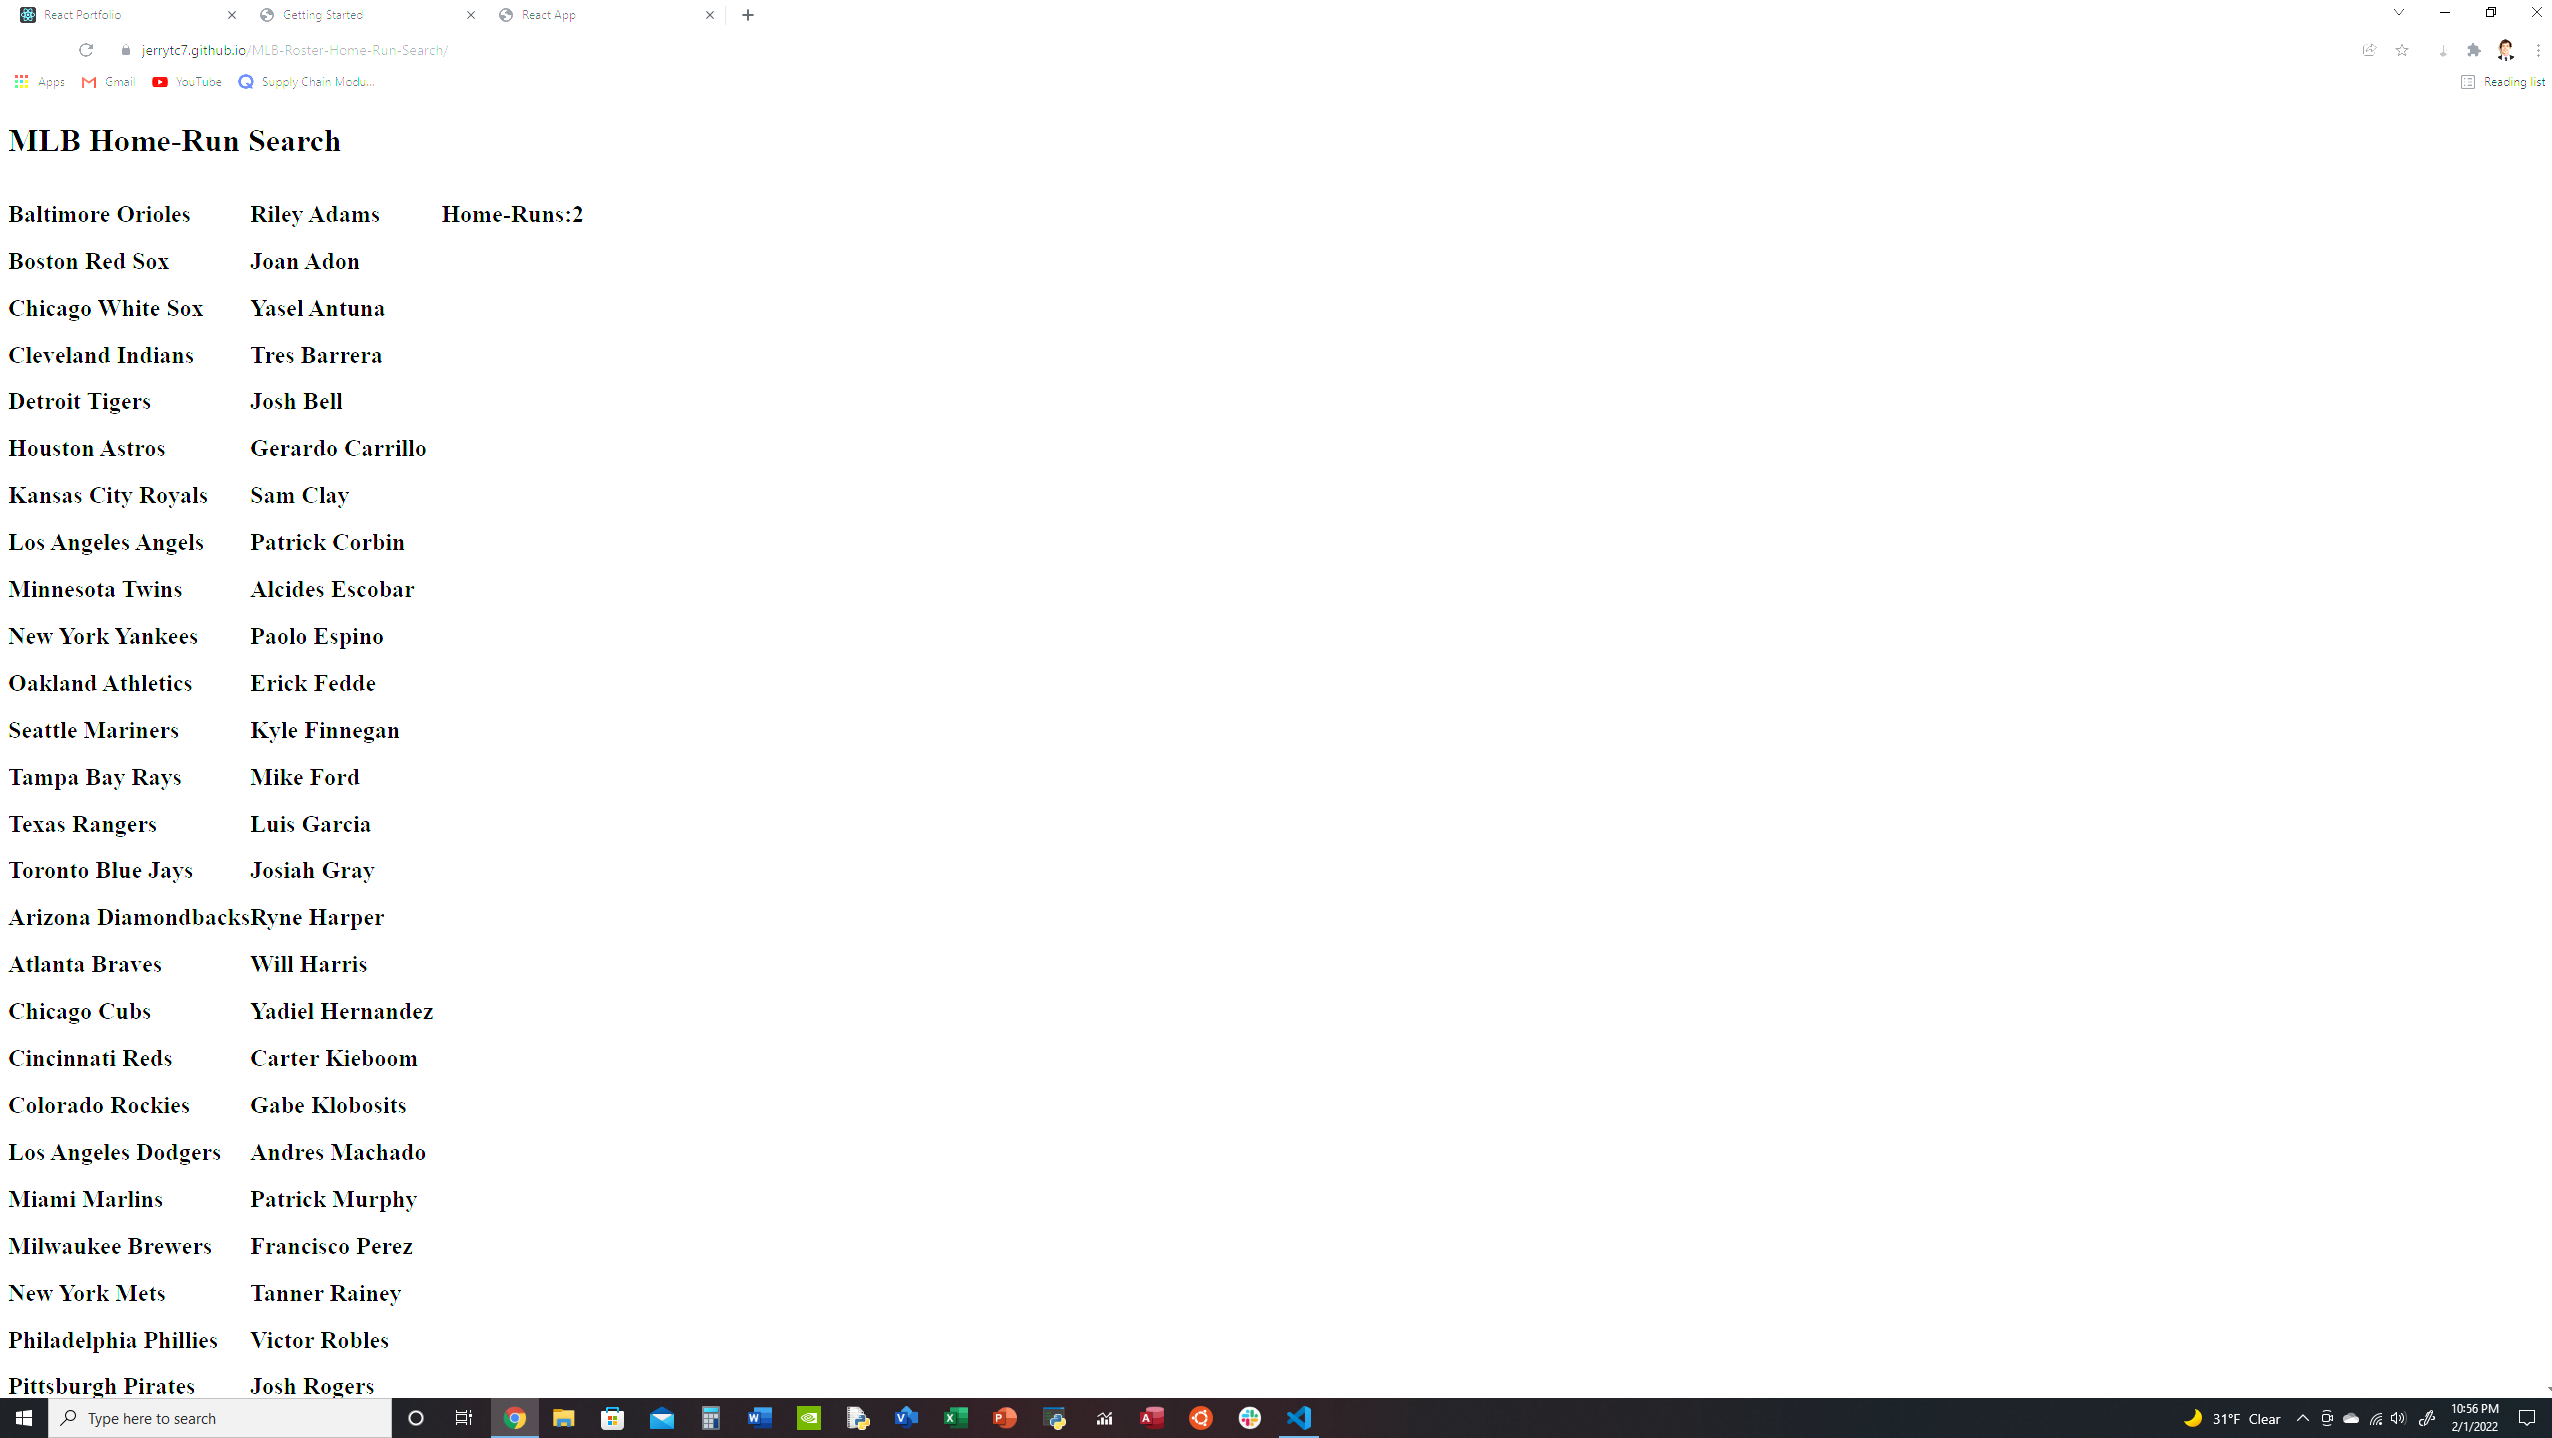 React Portfolio Getting Started React App
jerrytc7.github.io/MLB-Roster-Home-Run-Search/
Apps Gmail YouTube Supply Chain Modu... Reading list
MLB Home-Run Search
Baltimore Orioles Riley Adams Home-Runs:2
Boston Red Sox Joan Adon
Chicago White Sox Yasel Antuna
Cleveland Indians Tres Barrera
Detroit Tigers Josh Bell
Houston Astros Gerardo Carrillo
Kansas City Royals Sam Clay
Los Angeles Angels Patrick Corbin
Minnesota Twins Alcides Escobar
New York Yankees Paolo Espino
Oakland Athletics Erick Fedde
Seattle Mariners Kyle Finnegan
Tampa Bay Rays Mike Ford
Texas Rangers Luis Garcia
Toronto Blue Jays Josiah Gray
Arizona Diamondbacks Ryne Harper
Atlanta Braves Will Harris
Chicago Cubs Yadiel Hernandez
Cincinnati Reds Carter Kieboom
Colorado Rockies Gabe Klobosits
Los Angeles Dodgers Andres Machado
Miami Marlins Patrick Murphy
Milwaukee Brewers Francisco Perez
New York Mets Tanner Rainey
Philadelphia Phillies Victor Robles
Pittsburgh Pirates Josh Rogers
Type here to search 31°F Clear 10:56 PM
2/1/2022